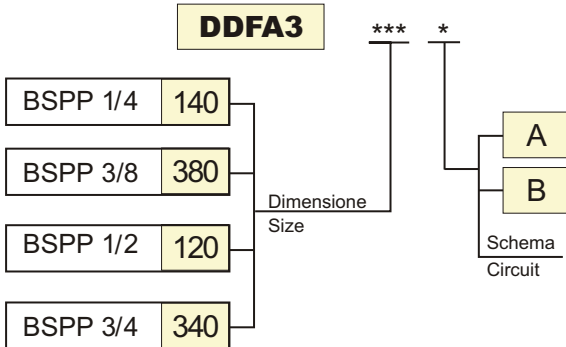 DDFA3 *** *
BSPP 1/4 140
BSPP 3/8 380
BSPP 1/2 120
BSPP 3/4 340
Dimensione
Size
A
B
Schema
Circuit